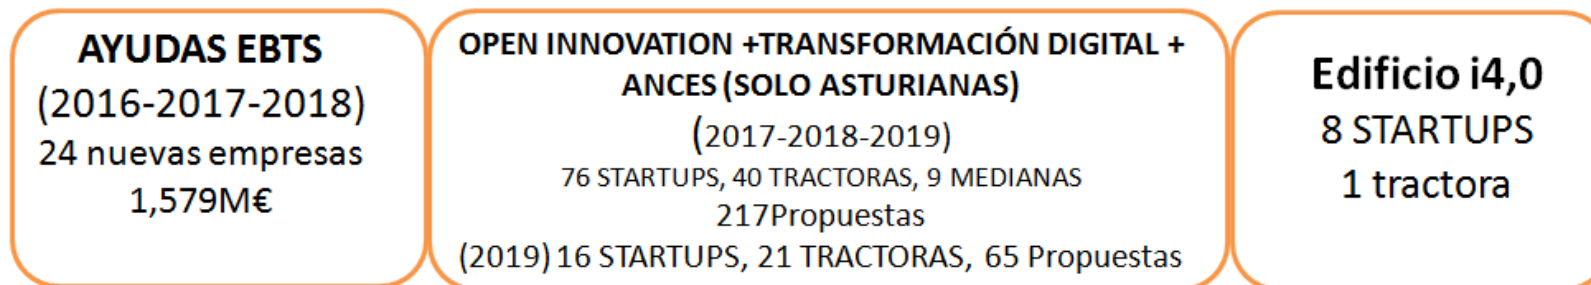 AYUDAS EBTS
(2016-2017-2018)
24 nuevas empresas
1,579M€
OPEN INNOVATION +TRANSFORMACIÓN DIGITAL +
ANCES (SOLO ASTURIANAS)
(2017-2018-2019)
76 STARTUPS, 40 TRACTORAS, 9 MEDIANAS
217Propuestas
(2019) 16 STARTUPS, 21 TRACTORAS, 65 Propuestas
Edificio i4,0
8 STARTUPS
1 tractora